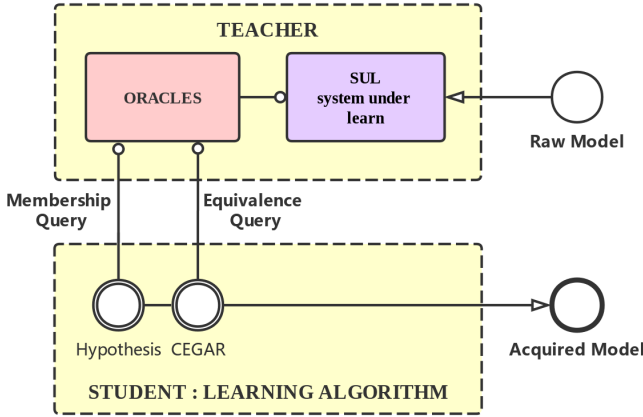 TEACHER
ORACLES
SUL
system under
learn
Raw Model
Membership
Query
Equivalence
Query
Hypothesis
CEGAR
Acquired Model
STUDENT : LEARNING ALGORITHM